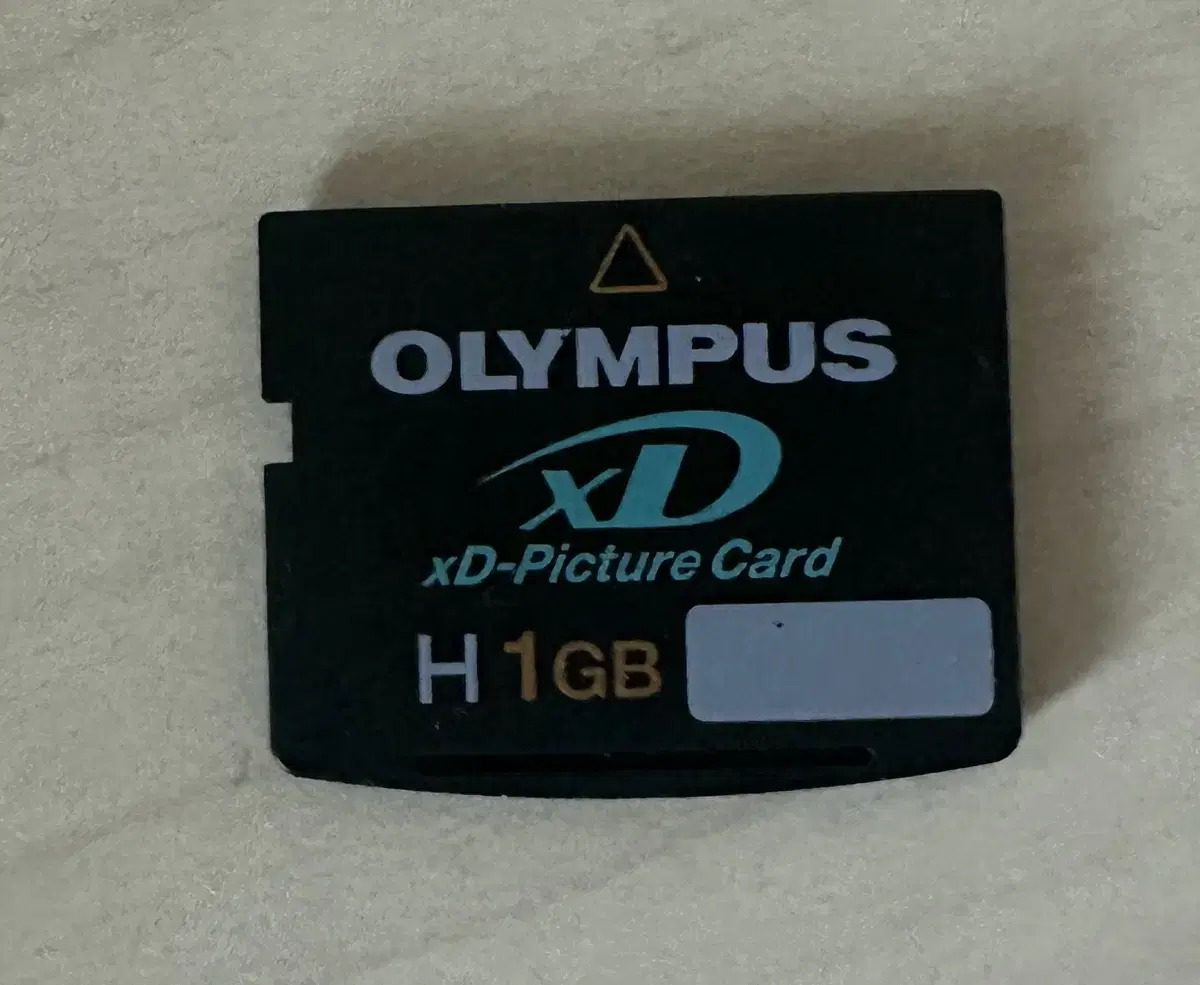 OLYMPUS
xD
xD-Picture Card
H 1GB